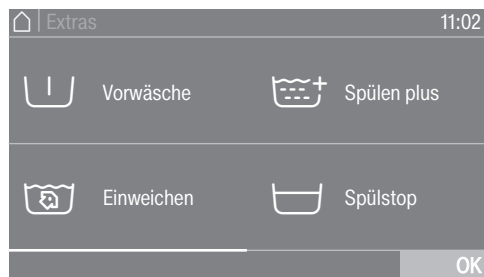 Extras 11:02
Vorwäsche Spülen plus
Einweichen Spülstop
OK